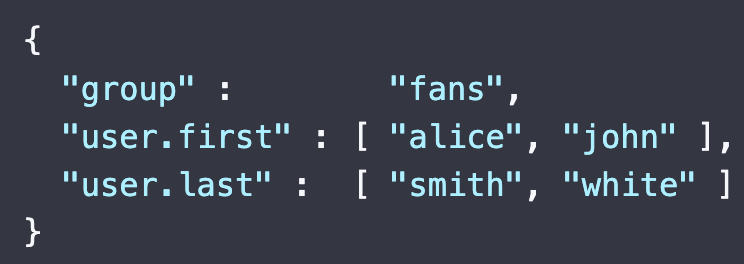 {
  "group" :        "fans",
  "user.first" : [ "alice", "john" ],
  "user.last" :  [ "smith", "white" ]
}